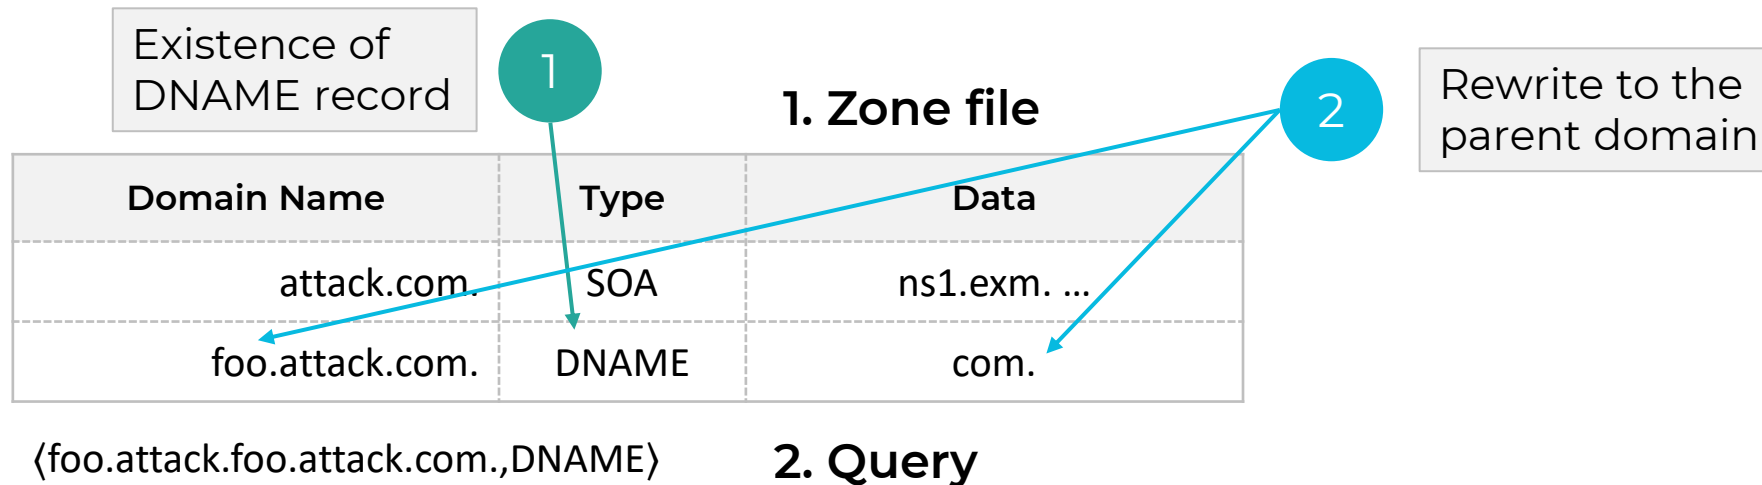 Existence of
DNAME record
1
1. Zone file
2
Rewrite to the
parent domain
Domain Name Type Data
attack.com. SOA ns1.exm. ...
foo.attack.com. DNAME com.
⟨foo.attack.foo.attack.com.,DNAME⟩
2. Query